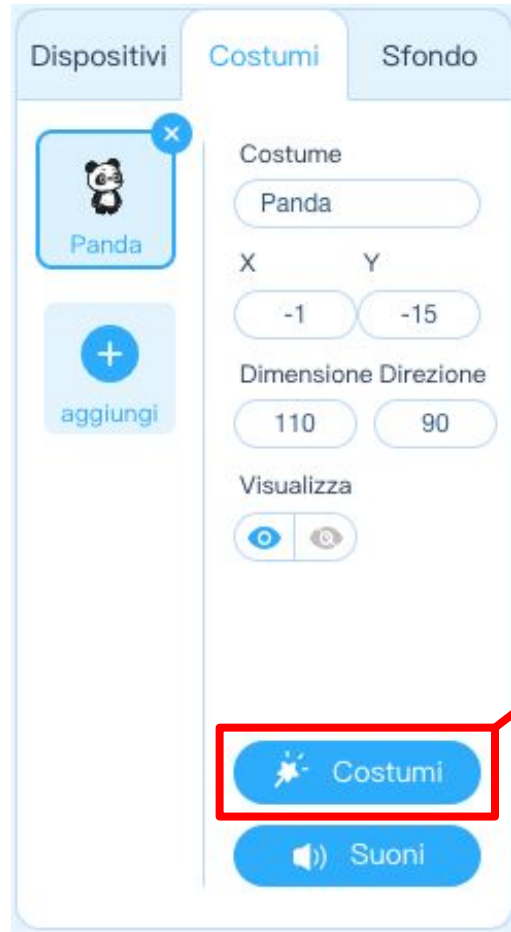 Dispositivi Costumi Sfondo
Panda
aggiungi
Costume
Panda
X Y
-1 -15
Dimensione Direzione
110 90
Visualizza
Costumi
Suoni